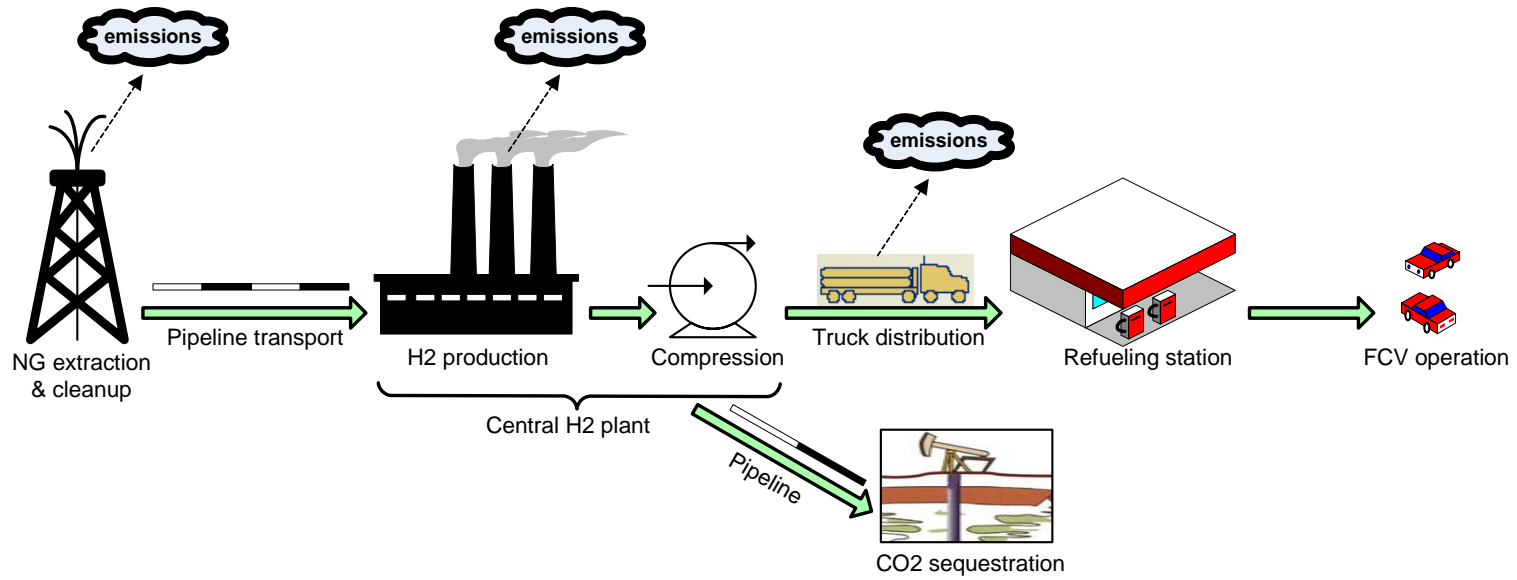 emissions
emissions
emissions
NG extraction
& cleanup
Pipeline transport
H2 production
Compression
Truck distribution
Refueling station
FCV operation
Central H2 plant
Pipeline
CO2 sequestration